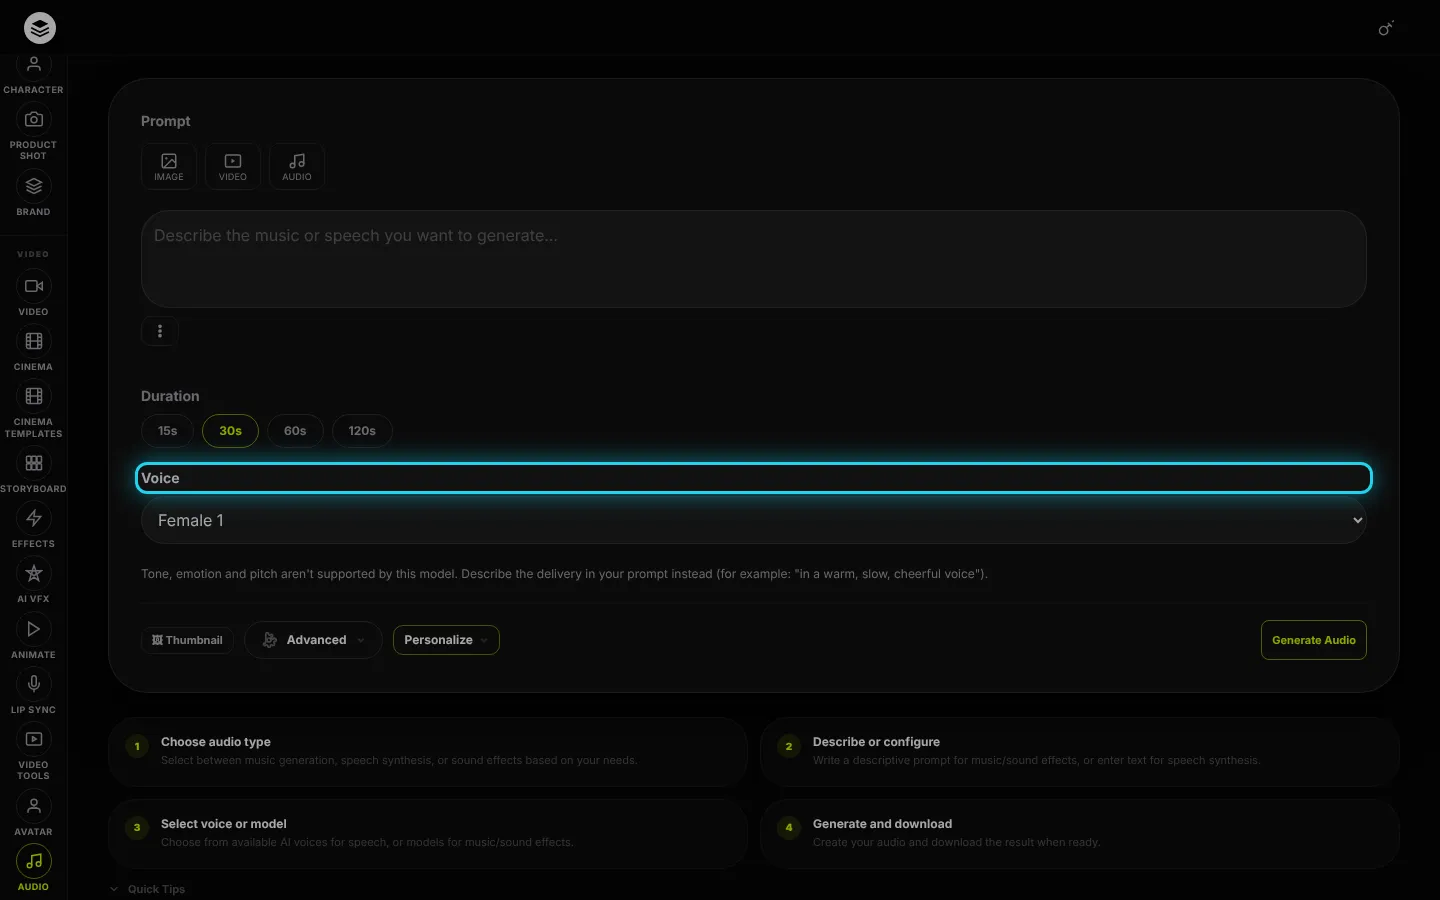 CHARACTER
PRODUCT
SHOT
BRAND
VIDEO
VIDEO
CINEMA
CINEMA
TEMPLATES
STORYBOARD
EFFECTS
AI VFX
ANIMATE
LIP SYNC
VIDEO
TOOLS
AVATAR
AUDIO
Prompt
IMAGE VIDEO AUDIO
Describe the music or speech you want to generate...
Duration
15s 30s 60s 120s
Voice
Female 1
Tone, emotion and pitch aren't supported by this model. Describe the delivery in your prompt instead (for example: "in a warm, slow, cheerful voice").
Thumbnail Advanced Personalize Generate Audio
1 Choose audio type
Select between music generation, speech synthesis, or sound effects based on your needs.
2 Describe or configure
Write a descriptive prompt for music/sound effects, or enter text for speech synthesis.
3 Select voice or model
Choose from available AI voices for speech, or models for music/sound effects.
4 Generate and download
Create your audio and download the result when ready.
Quick Tips